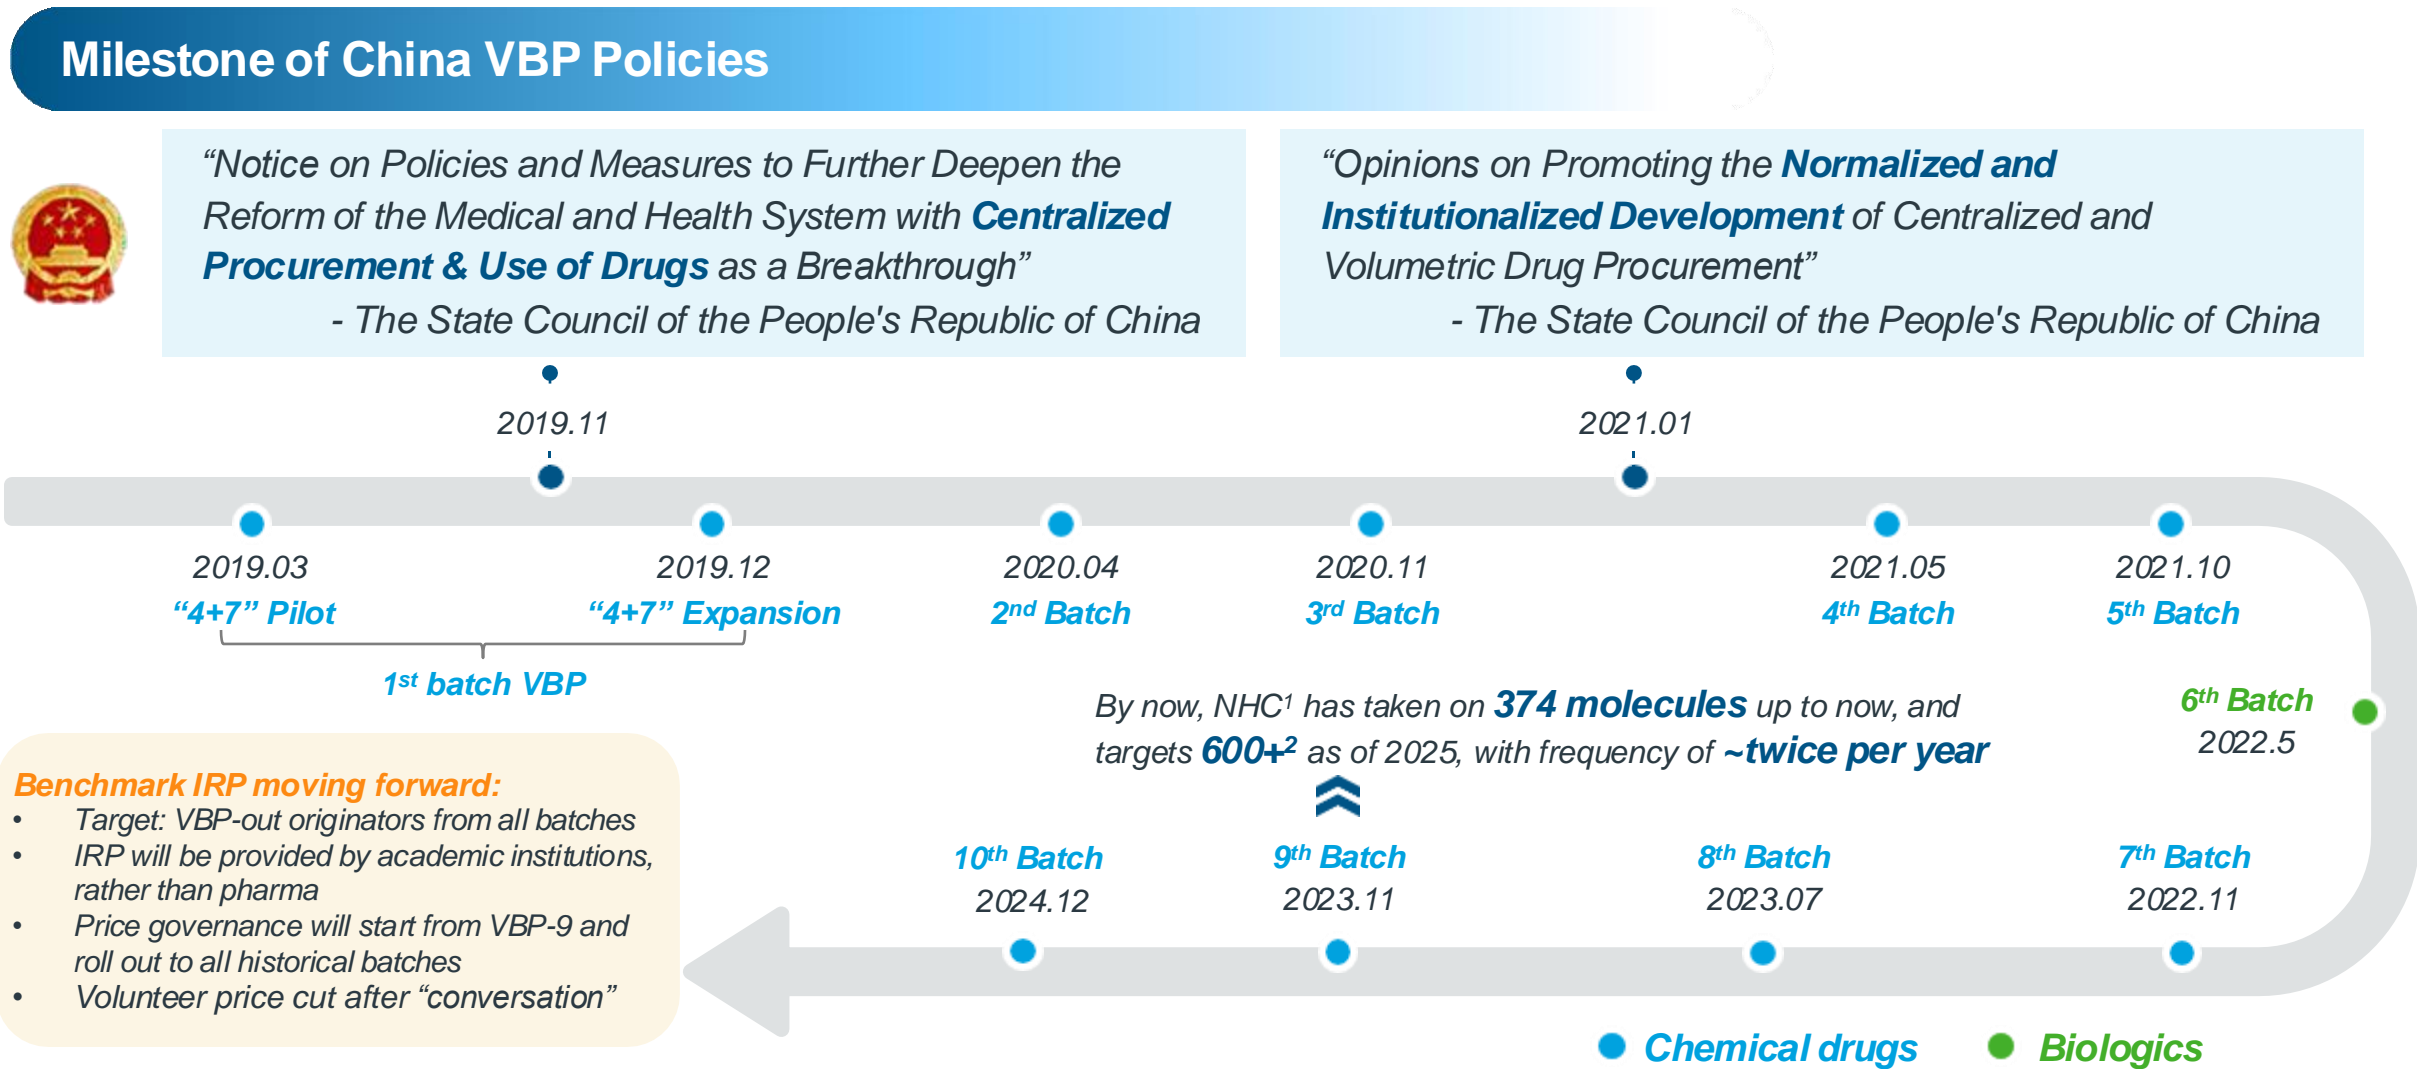 Milestone of China VBP Policies
“Notice on Policies and Measures to Further Deepen the
Reform of the Medical and Health System with Centralized
Procurement & Use of Drugs as a Breakthrough”
- The State Council of the People's Republic of China
“Opinions on Promoting the Normalized and
Institutionalized Development of Centralized and
Volumetric Drug Procurement”
- The State Council of the People's Republic of China
2019.11
2021.01
2019.03
“4+7” Pilot
2019.12
“4+7” Expansion
1st batch VBP
2020.04
2nd Batch
2020.11
3rd Batch
2021.05
4th Batch
2021.10
5th Batch
6th Batch
2022.5
By now, NHC1 has taken on 374 molecules up to now, and
targets 600+2 as of 2025, with frequency of ~twice per year
7th Batch
2022.11
8th Batch
2023.07
9th Batch
2023.11
10th Batch
2024.12
Benchmark IRP moving forward:
• Target: VBP-out originators from all batches
• IRP will be provided by academic institutions,
rather than pharma
• Price governance will start from VBP-9 and
roll out to all historical batches
• Volunteer price cut after “conversation”
Chemical drugs
Biologics